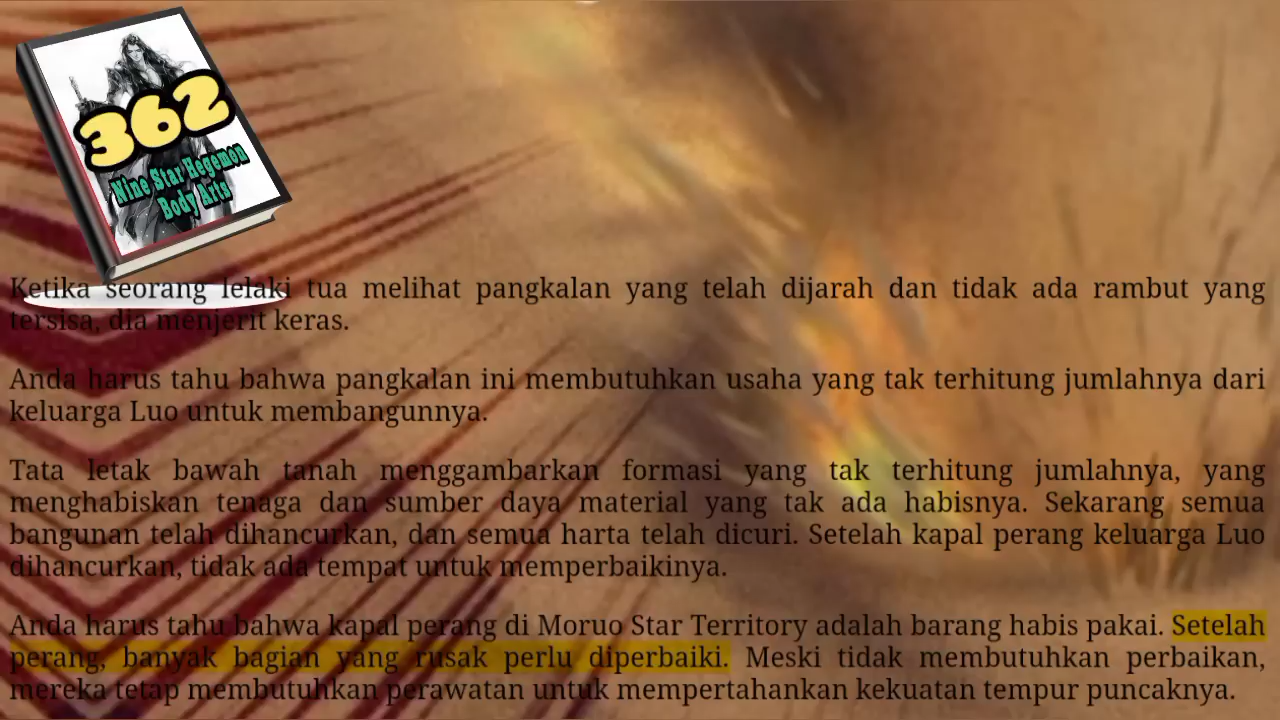 362
Nine Star Hegemon
Body Arts
Ketika seorang lelaki tua melihat pangkalan yang telah dijarah dan tidak ada rambut yang
tersisa, dia menjerit keras.
Anda harus tahu bahwa pangkalan ini membutuhkan usaha yang tak terhitung jumlahnya dari
keluarga Luo untuk membangunnya.
Tata letak bawah tanah menggambarkan formasi yang tak terhitung jumlahnya, yang
menghabiskan tenaga dan sumber daya material yang tak ada habisnya. Sekarang semua
bangunan telah dihancurkan, dan semua harta telah dicuri. Setelah kapal perang keluarga Luo
dihancurkan, tidak ada tempat untuk memperbaikinya.
Anda harus tahu bahwa kapal perang di Moruo Star Territory adalah barang habis pakai. Setelah
perang, banyak bagian yang rusak perlu diperbaiki. Meski tidak membutuhkan perbaikan,
mereka tetap membutuhkan perawatan untuk mempertahankan kekuatan tempur puncaknya.